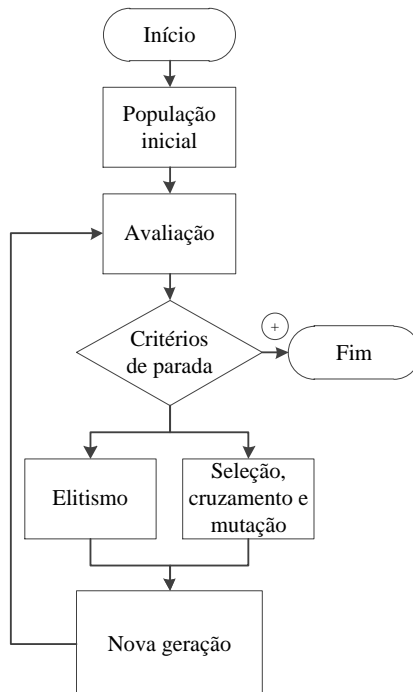 Início
População
inicial
Avaliação
Critérios
de parada
+
Fim
Elitismo
Seleção,
cruzamento e
mutação
Nova geração